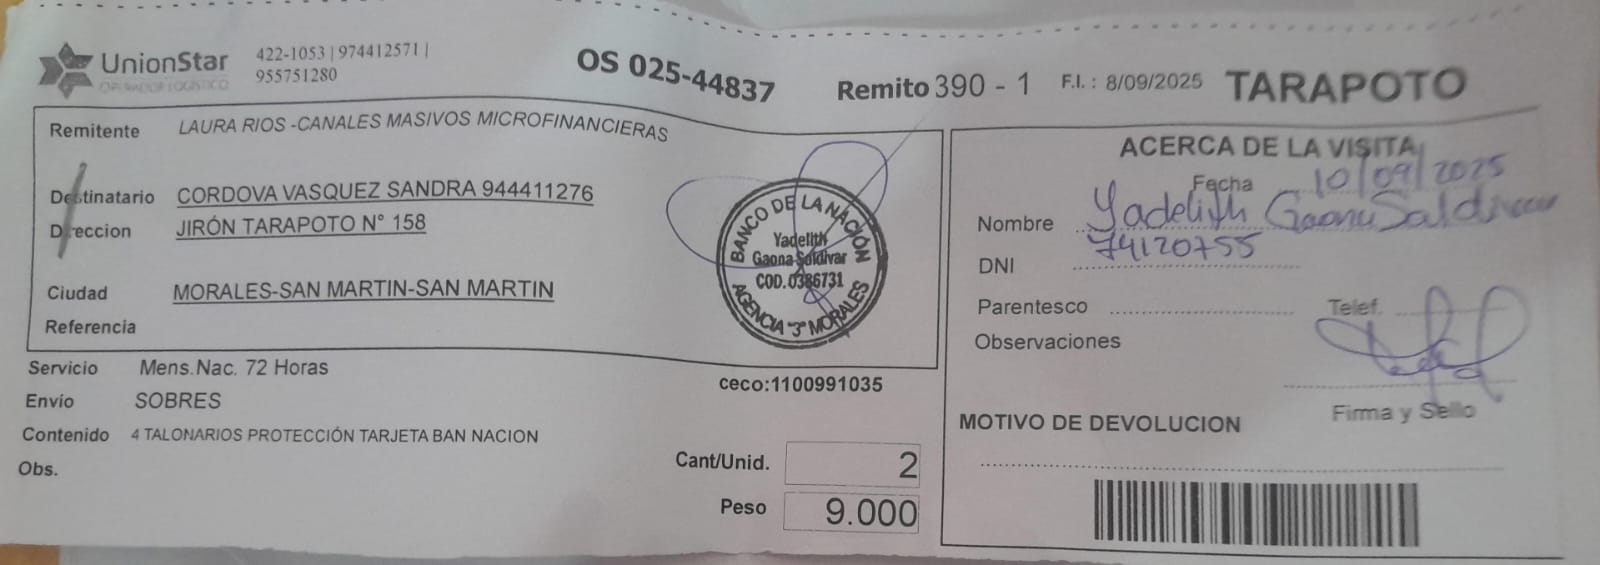 UnionStar
OPERADOR LOGÍSTICO
422-1053 | 974412571 |
955751280
OS 025-44837
Remito 390 - 1
F.I. : 8/09/2025
TARAPOTO
Remitente LAURA RIOS -CANALES MASIVOS MICROFINANCIERAS
Destinatario CORDOVA VASQUEZ SANDRA 944411276
Direccion JIRÓN TARAPOTO N° 158
Ciudad MORALES-SAN MARTIN-SAN MARTIN
Referencia
BANCO DE LA NACIÓN
Yadelith
Gaona Saldivar
COD. 0386731
AGENCIA "3" MORALES
Servicio Mens.Nac. 72 Horas
Envío SOBRES
Contenido 4 TALONARIOS PROTECCIÓN TARJETA BAN NACION
Obs.
ceco:1100991035
Cant/Unid. 2
Peso 9.000
ACERCA DE LA VISITA
Fecha 10/09/2025
Nombre Yadelith Gaona Saldivar
DNI 74120755
Parentesco Telef.
Observaciones
Firma y Sello
MOTIVO DE DEVOLUCION